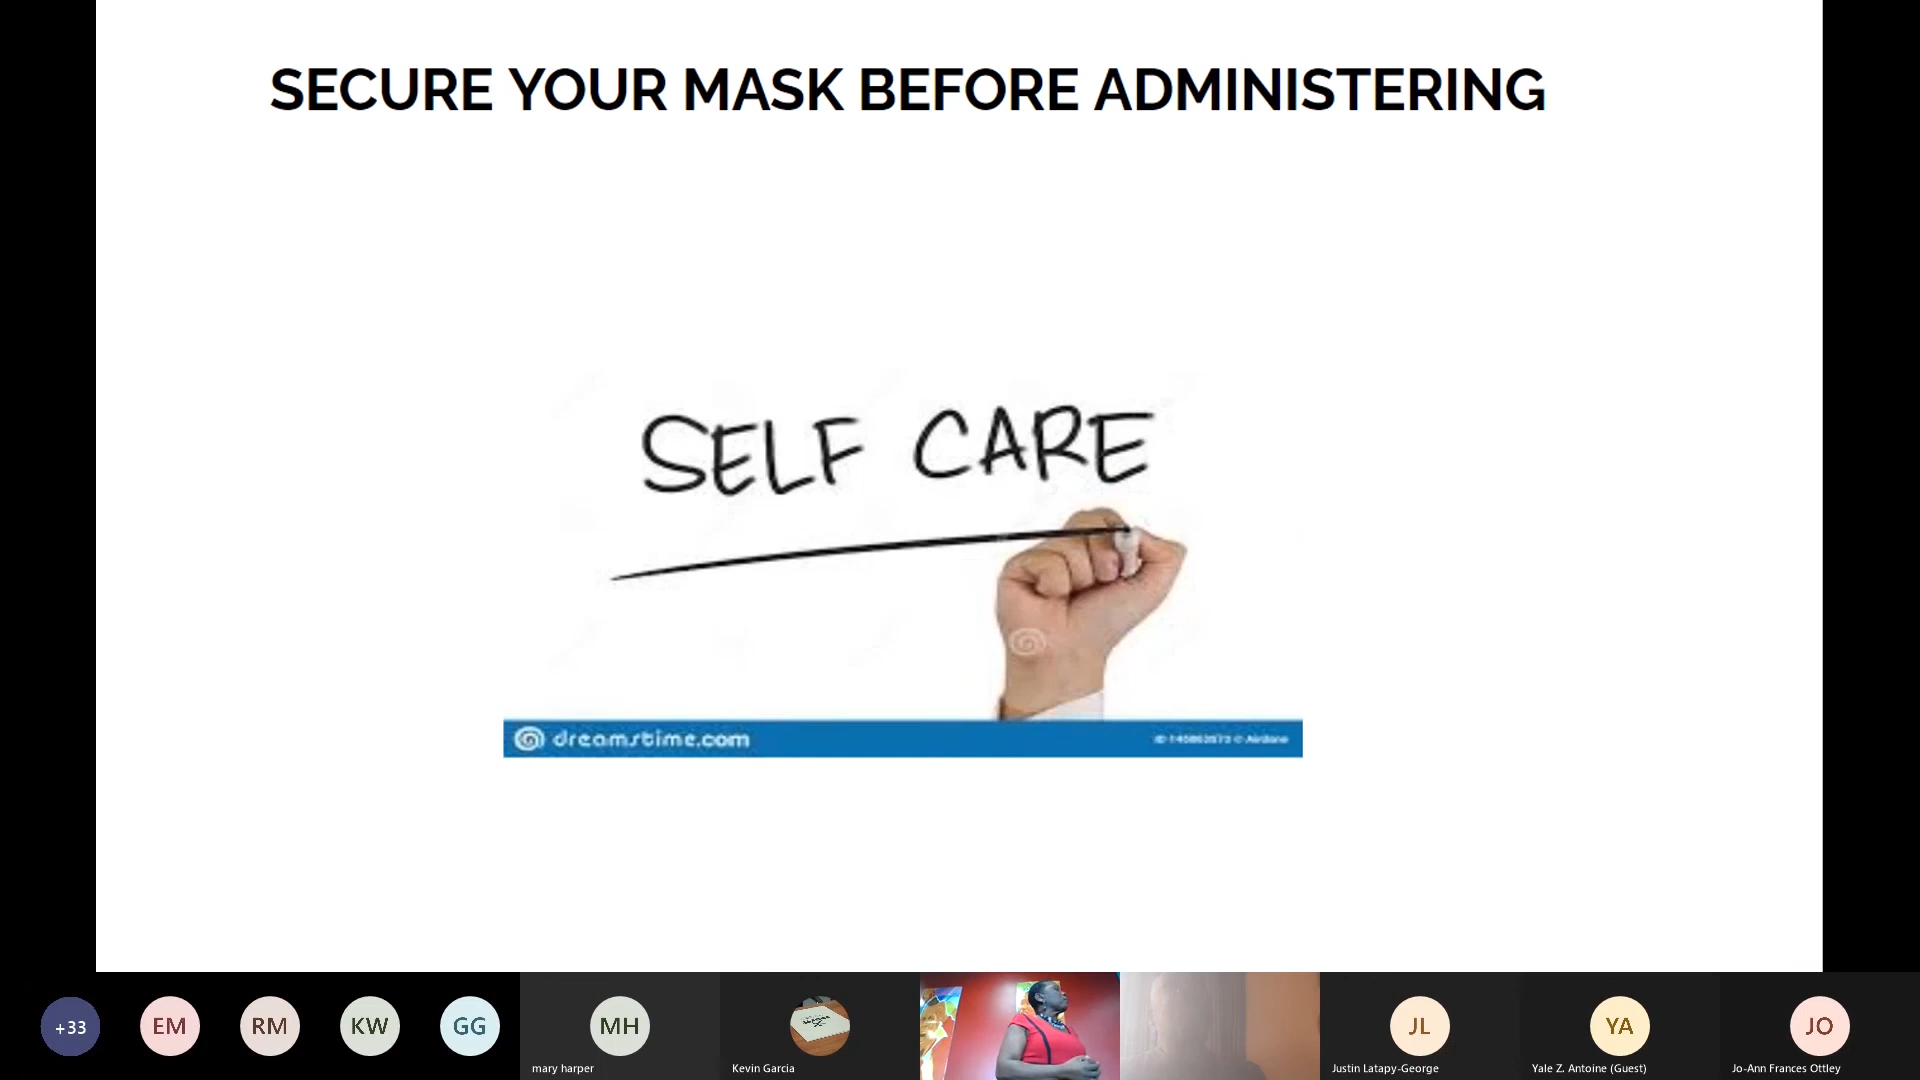 SECURE YOUR MASK BEFORE ADMINISTERING
SELF CARE
dreamstime.com
+33
EM
RM
KW
GG
MH
JL
YA
JO
mary harper
Kevin Garcia
Justin Latapy-George
Yale Z. Antoine (Guest)
Jo-Ann Frances Ottley